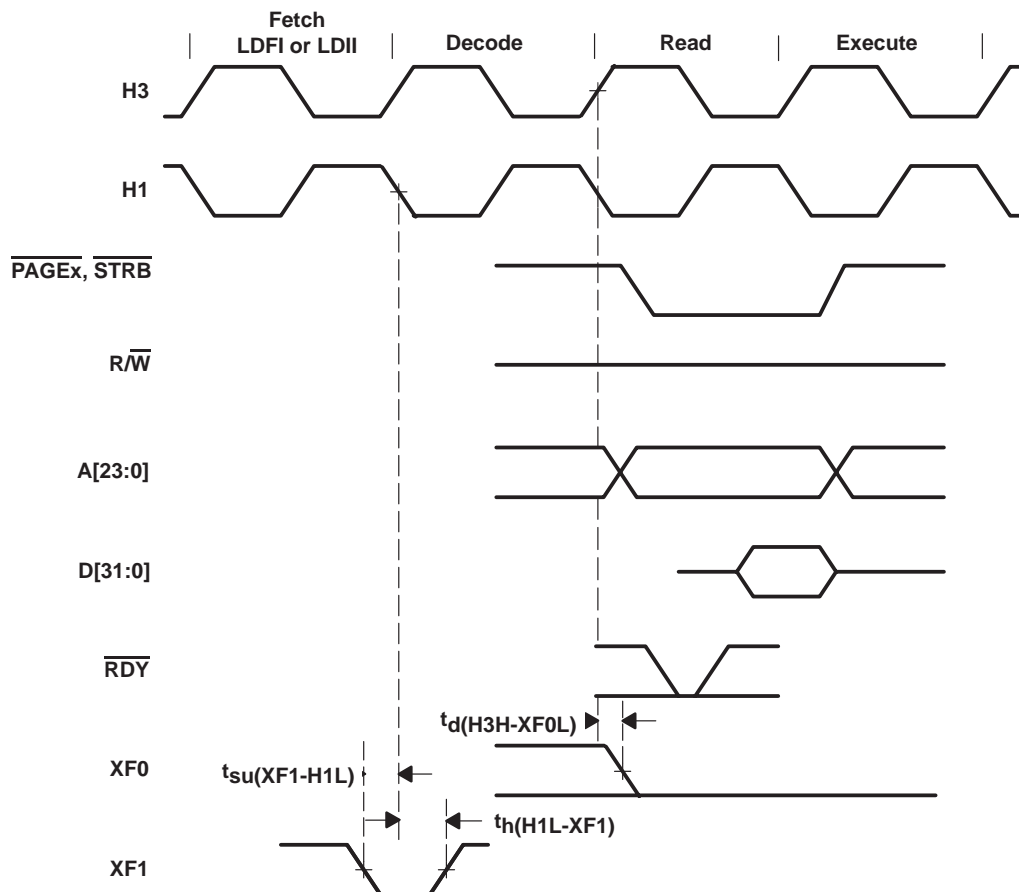 Fetch
LDFI or LDII
Decode
Read
Execute
H3
H1
PAGEx, STRB
R/W
A[23:0]
D[31:0]
RDY
td(H3H-XF0L)
XF0
tsu(XF1-H1L)
th(H1L-XF1)
XF1